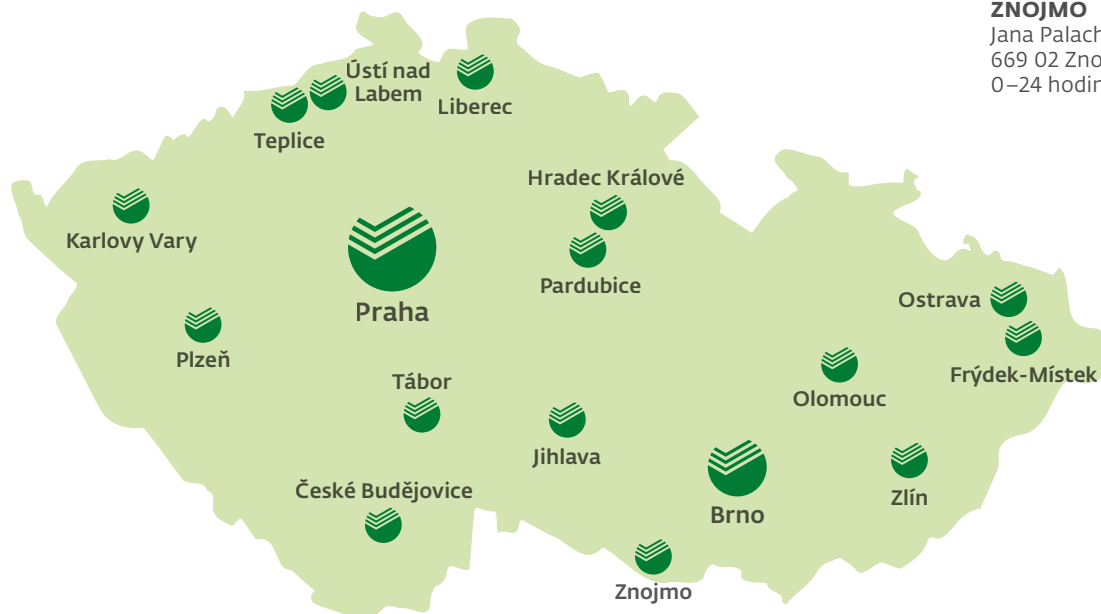 ZNOJMO
Jana Palach
669 02 Zno
0–24 hodin
Ústí nad
Labem
Liberec
Teplice
Hradec Králové
Karlovy Vary
Pardubice
Praha
Ostrava
Plzeň
Frýdek-Místek
Tábor
Olomouc
Jihlava
České Budějovice
Zlín
Brno
Znojmo